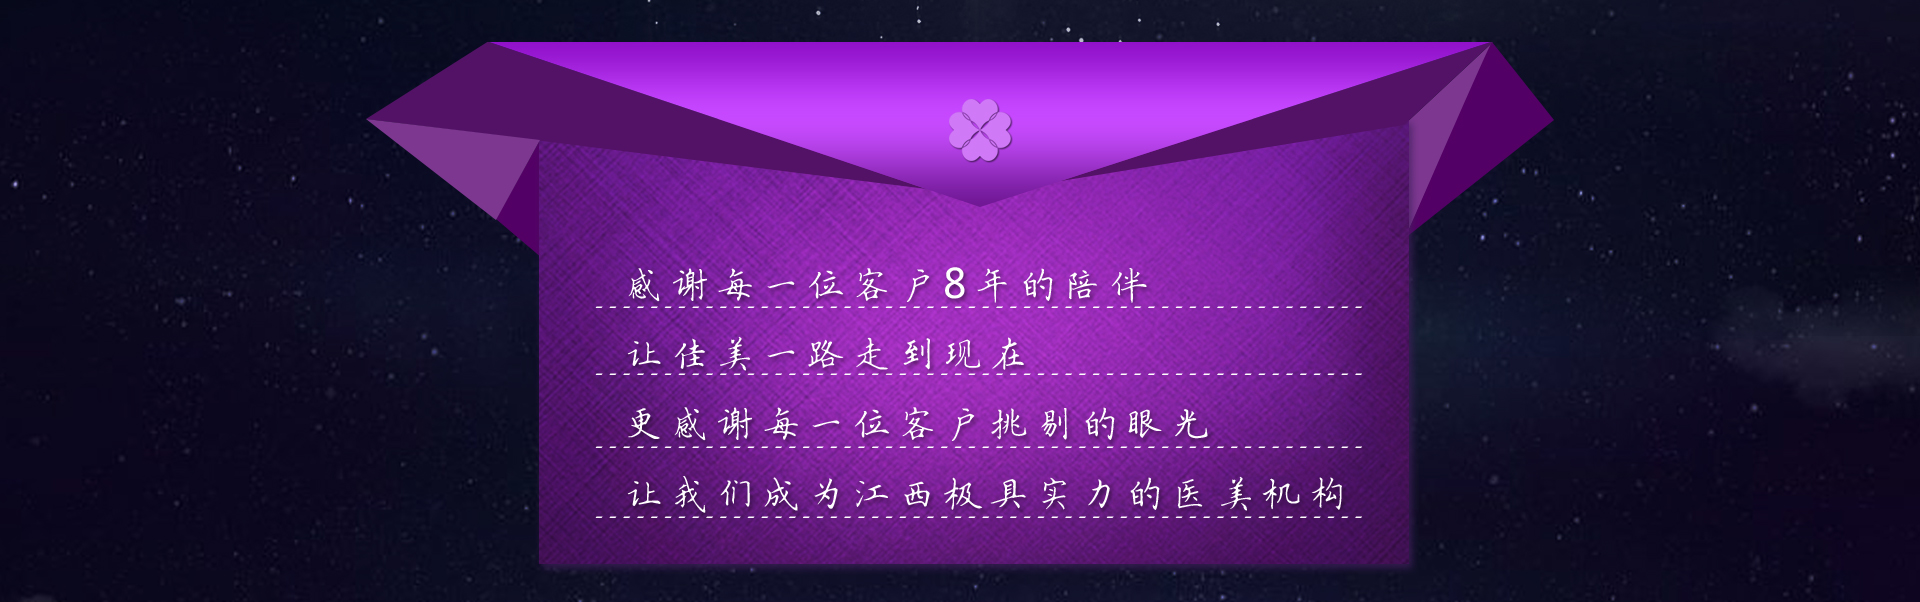 感谢每一位客户8年的陪伴
让佳美一路走到现在
更感谢每一位客户挑剔的眼光
让我们成为江西极具实力的医美机构